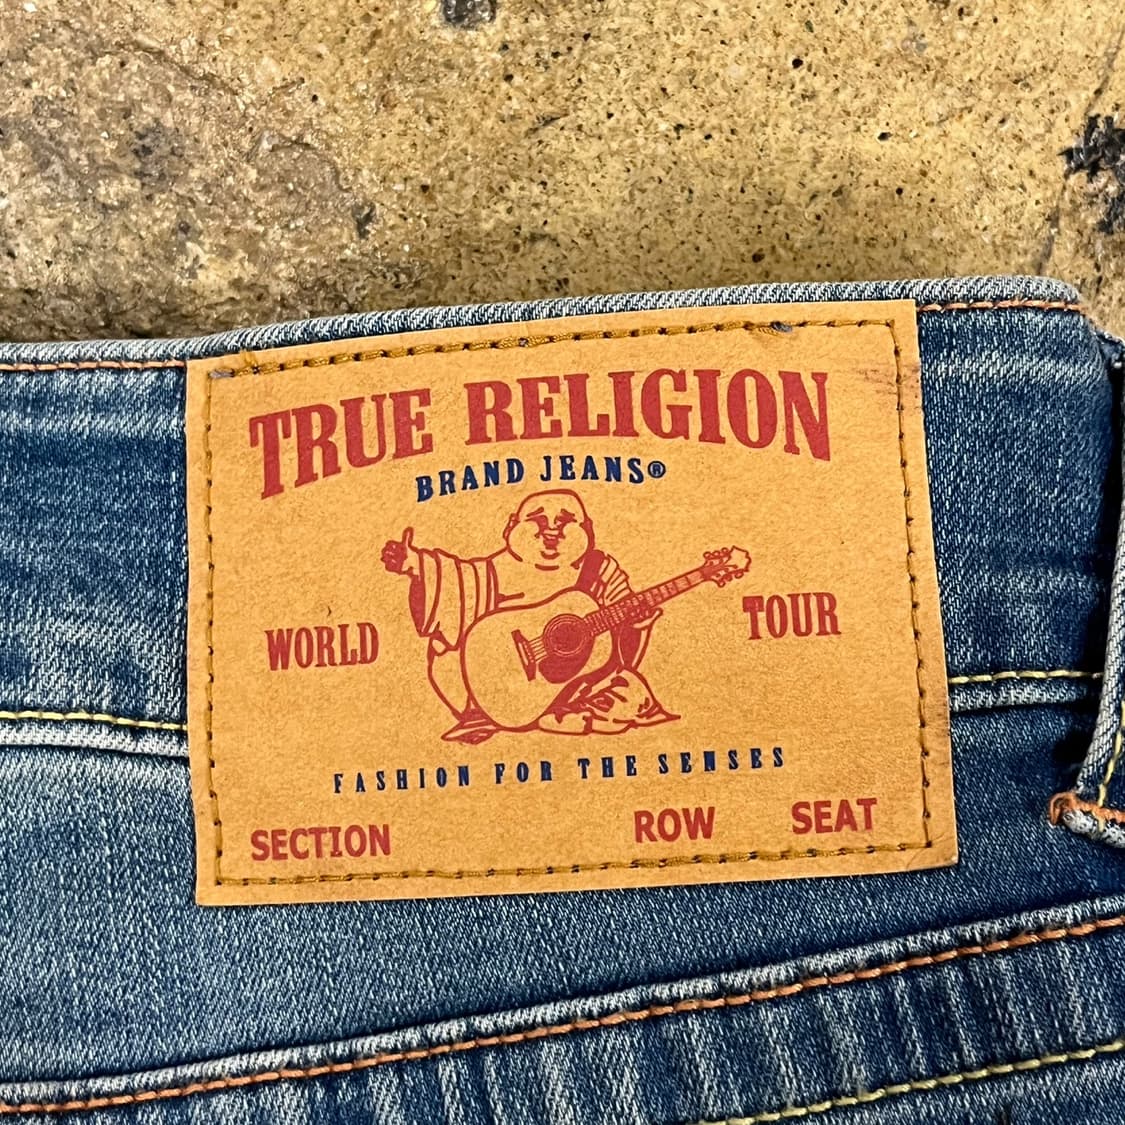 TRUE RELIGION
BRAND JEANS®
WORLD TOUR
FASHION FOR THE SENSES
SECTION ROW SEAT